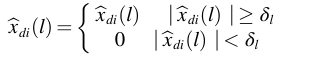 x̂_di(l) = { x̂_di(l)   | x̂_di(l) | ≥ δ_l
0   | x̂_di(l) | < δ_l